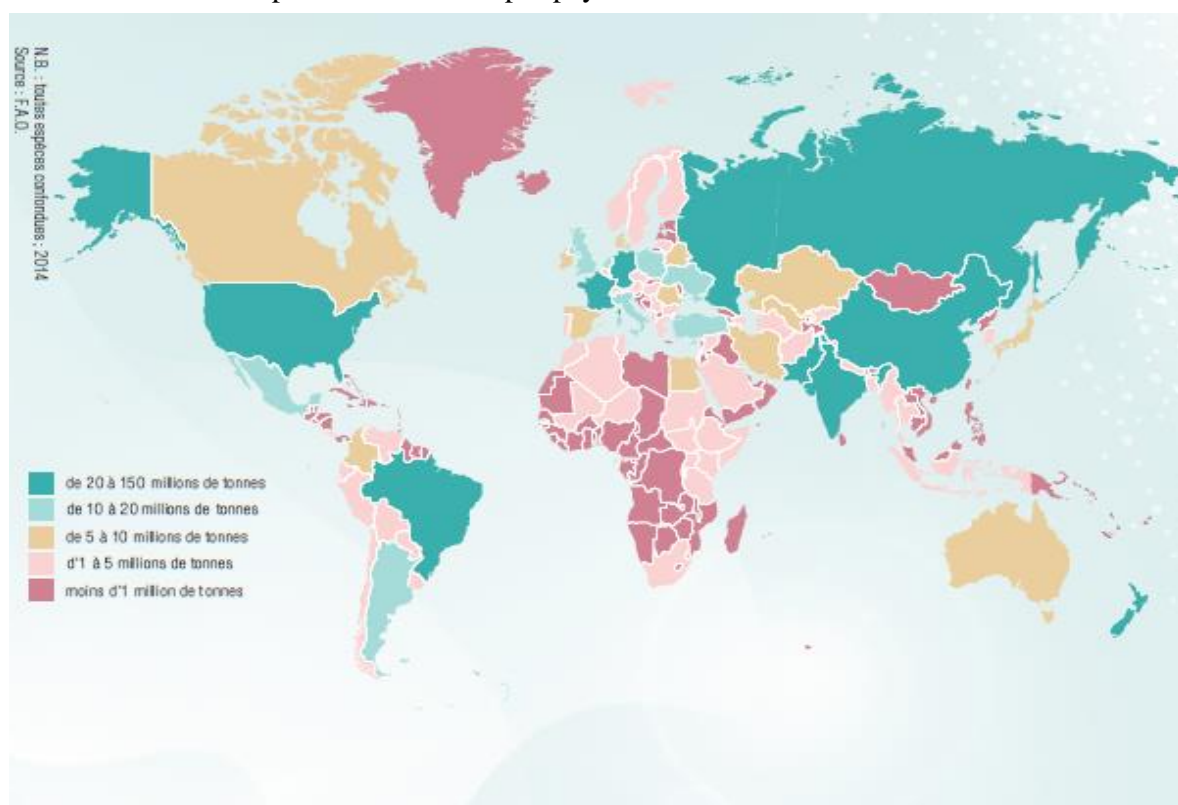 N.B. : toutes espèces confondues ; 2014
Source : F.A.O.
de 20 à 150 millions de tonnes
de 10 à 20 millions de tonnes
de 5 à 10 millions de tonnes
d'1 à 5 millions de tonnes
moins d'1 million de tonnes